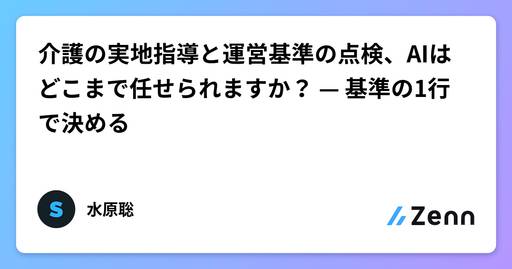 介護の実地指導と運営基準の点検、AIは
どこまで任せられますか？ — 基準の1行
で決める
S
水原聡
Zenn